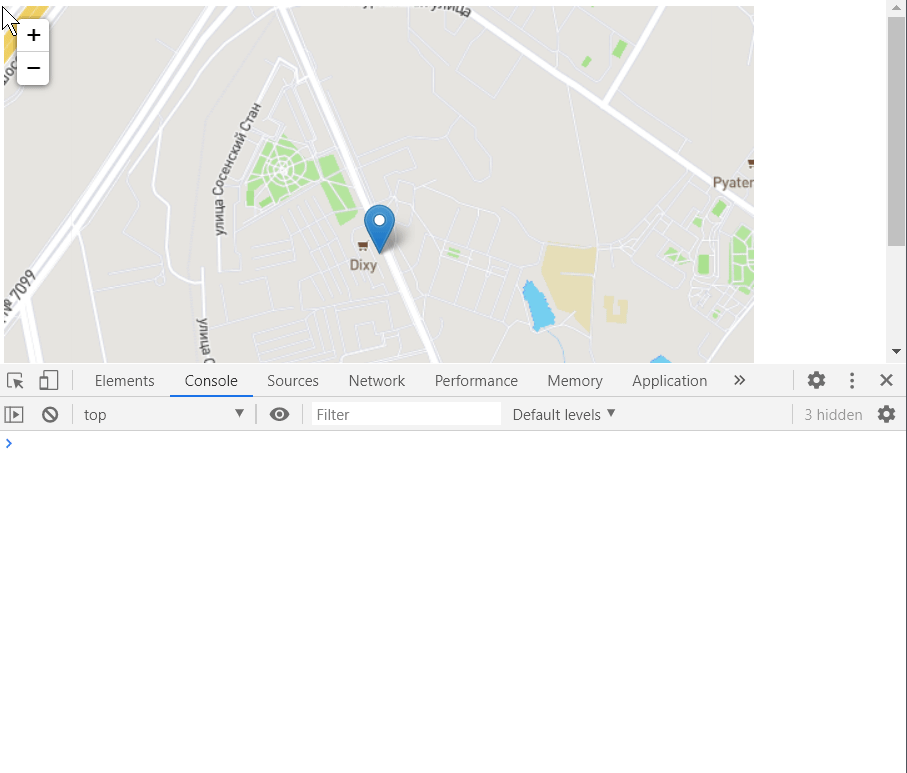 улица
+
−
улица Сосенский Стан
Pyater
Dixy
№ 7099
улица С
Elements
Console
Sources
Network
Performance
Memory
Application
»
top
Filter
Default levels
3 hidden